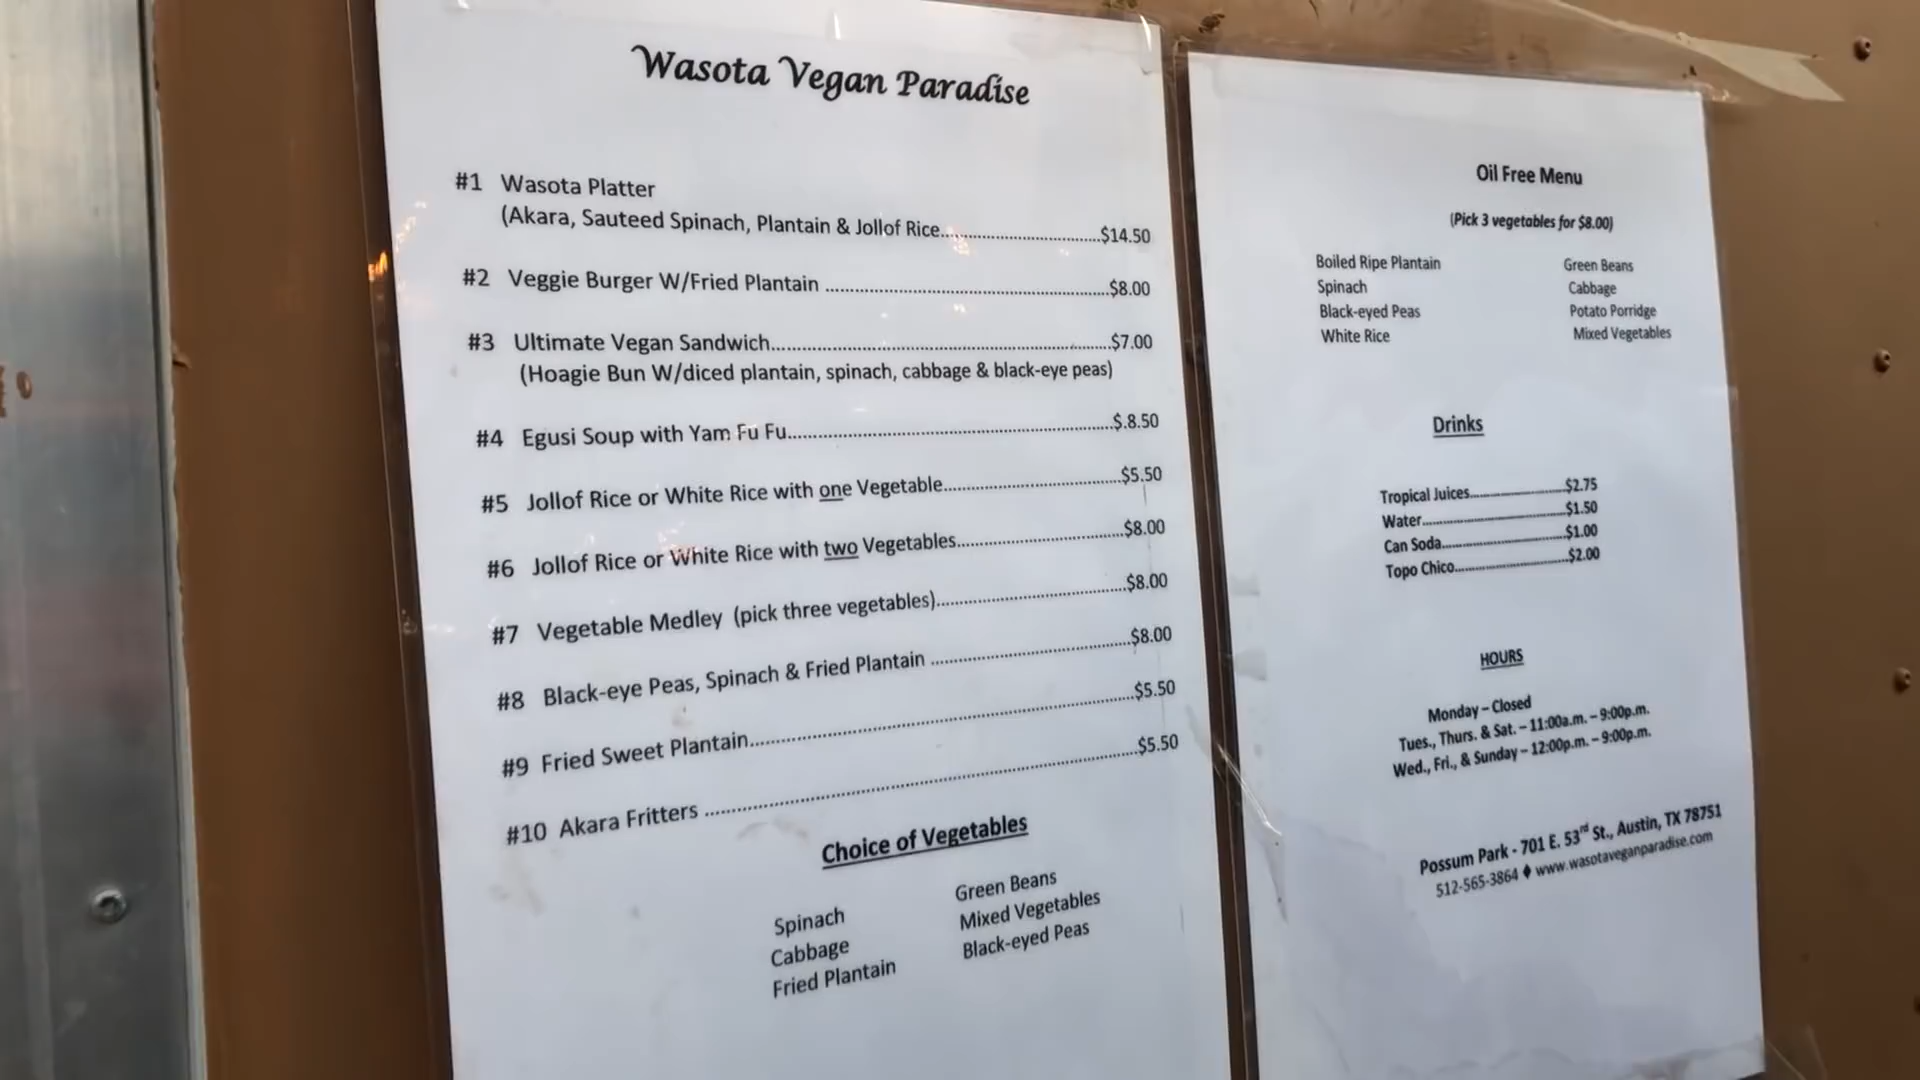 Wasota Vegan Paradise
#1 Wasota Platter
(Akara, Sauteed Spinach, Plantain & Jollof Rice..............................$14.50
#2 Veggie Burger W/Fried Plantain ..............................$8.00
#3 Ultimate Vegan Sandwich..............................$7.00
(Hoagie Bun W/diced plantain, spinach, cabbage & black-eye peas)
#4 Egusi Soup with Yam Fu Fu..............................$.8.50
#5 Jollof Rice or White Rice with one Vegetable..............................$5.50
#6 Jollof Rice or White Rice with two Vegetables..............................$8.00
#7 Vegetable Medley (pick three vegetables)..............................$8.00
#8 Black-eye Peas, Spinach & Fried Plantain ..............................$8.00
#9 Fried Sweet Plantain..............................$5.50
#10 Akara Fritters ..............................$5.50
Choice of Vegetables
Spinach
Cabbage
Fried Plantain
Green Beans
Mixed Vegetables
Black-eyed Peas
Oil Free Menu
(Pick 3 vegetables for $8.00)
Boiled Ripe Plantain
Spinach
Black-eyed Peas
White Rice
Green Beans
Cabbage
Potato Porridge
Mixed Vegetables
Drinks
Tropical Juices....................$2.75
Water....................$1.50
Can Soda....................$1.00
Topo Chico....................$2.00
HOURS
Monday – Closed
Tues., Thurs. & Sat. – 11:00a.m. – 9:00p.m.
Wed., Fri., & Sunday – 12:00p.m. – 9:00p.m.
Possum Park - 701 E. 53rd St., Austin, TX 78751
512-565-3864 ♦ www.wasotaveganparadise.com